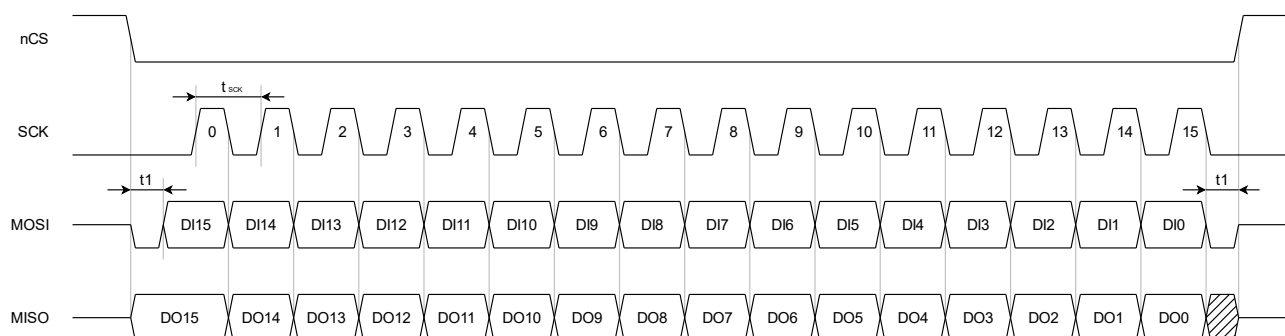 nCS
t SCK
SCK 0 1 2 3 4 5 6 7 8 9 10 11 12 13 14 15
t1 t1
MOSI DI15 DI14 DI13 DI12 DI11 DI10 DI9 DI8 DI7 DI6 DI5 DI4 DI3 DI2 DI1 DI0
MISO DO15 DO14 DO13 DO12 DO11 DO10 DO9 DO8 DO7 DO6 DO5 DO4 DO3 DO2 DO1 DO0